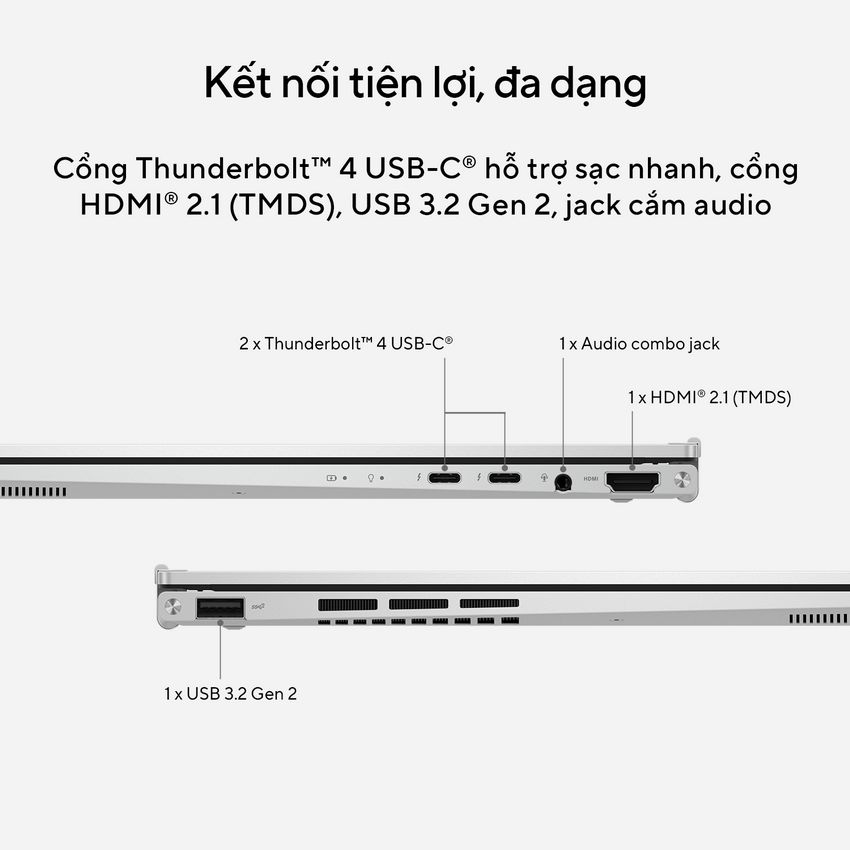 Kết nối tiện lợi, đa dạng
Cổng Thunderbolt™ 4 USB-C® hỗ trợ sạc nhanh, cổng
HDMI® 2.1 (TMDS), USB 3.2 Gen 2, jack cắm audio
2 x Thunderbolt™ 4 USB-C®
1 x Audio combo jack
1 x HDMI® 2.1 (TMDS)
HDMI
1 x USB 3.2 Gen 2